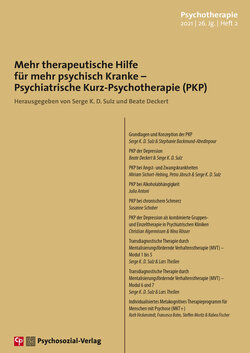 Psychotherapie
2021 | 26. Jg. | Heft 2
Mehr therapeutische Hilfe
für mehr psychisch Kranke –
Psychiatrische Kurz-Psychotherapie (PKP)
Herausgegeben von Serge K. D. Sulz und Beate Deckert
Grundlagen und Konzeption der PKP
Serge K. D. Sulz & Stephanie Backmund-Abedinpour
PKP der Depression
Beate Deckert & Serge K. D. Sulz
PKP bei Angst- und Zwangskrankheiten
Miriam Sichort-Hebing, Petra Jänsch & Serge K. D. Sulz
PKP bei Alkoholabhängigkeit
Julia Antoni
PKP bei chronischem Schmerz
Susanne Schober
PKP der Depression als kombinierte Gruppen-
und Einzeltherapie in Psychiatrischen Kliniken
Christian Algermissen & Nina Rösser
Transdiagnostische Therapie durch
Mentalisierungsfördernde Verhaltenstherapie (MVT) –
Modul 1 bis 5
Serge K. D. Sulz & Lars Theßen
Transdiagnostische Therapie durch
Mentalisierungsfördernde Verhaltenstherapie (MVT) –
Modul 6 und 7
Serge K. D. Sulz & Lars Theßen
Individualisiertes Metakognitives Therapieprogramm für
Menschen mit Psychose (MKT+)
Ruth Veckenstedt, Francesca Bohn, Steffen Moritz & Rabea Fischer
Psychosozial-Verlag